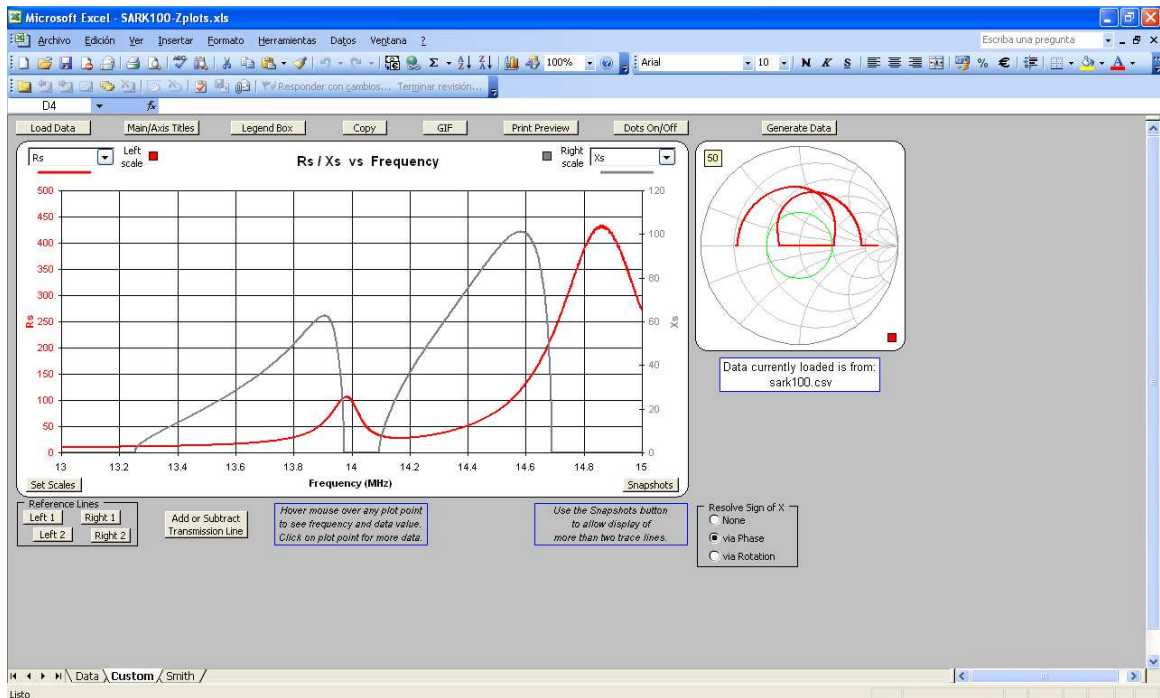 Microsoft Excel - SARK100-Zplots.xls
Archivo Edición Ver Insertar Formato Herramientas Datos Ventana ?
Escriba una pregunta
100%
Arial
10
N K S
Responder con cambios... Terminar revisión...
D4
fx
Load Data
Main/Axis Titles
Legend Box
Copy
GIF
Print Preview
Dots On/Off
Generate Data
Rs
Left scale
Rs / Xs vs Frequency
Right scale
Xs
50
500
450
400
350
300
250
200
150
100
50
0
Rs
120
100
80
60
40
20
0
Xs
13 13.2 13.4 13.6 13.8 14 14.2 14.4 14.6 14.8 15
Frequency (MHz)
Set Scales
Snapshots
Data currently loaded is from:
sark100.csv
Reference Lines
Left 1
Right 1
Left 2
Right 2
Add or Subtract
Transmission Line
Hover mouse over any plot point
to see frequency and data value.
Click on plot point for more data.
Use the Snapshots button
to allow display of
more than two trace lines.
Resolve Sign of X
None
via Phase
via Rotation
Data
Custom
Smith
Listo